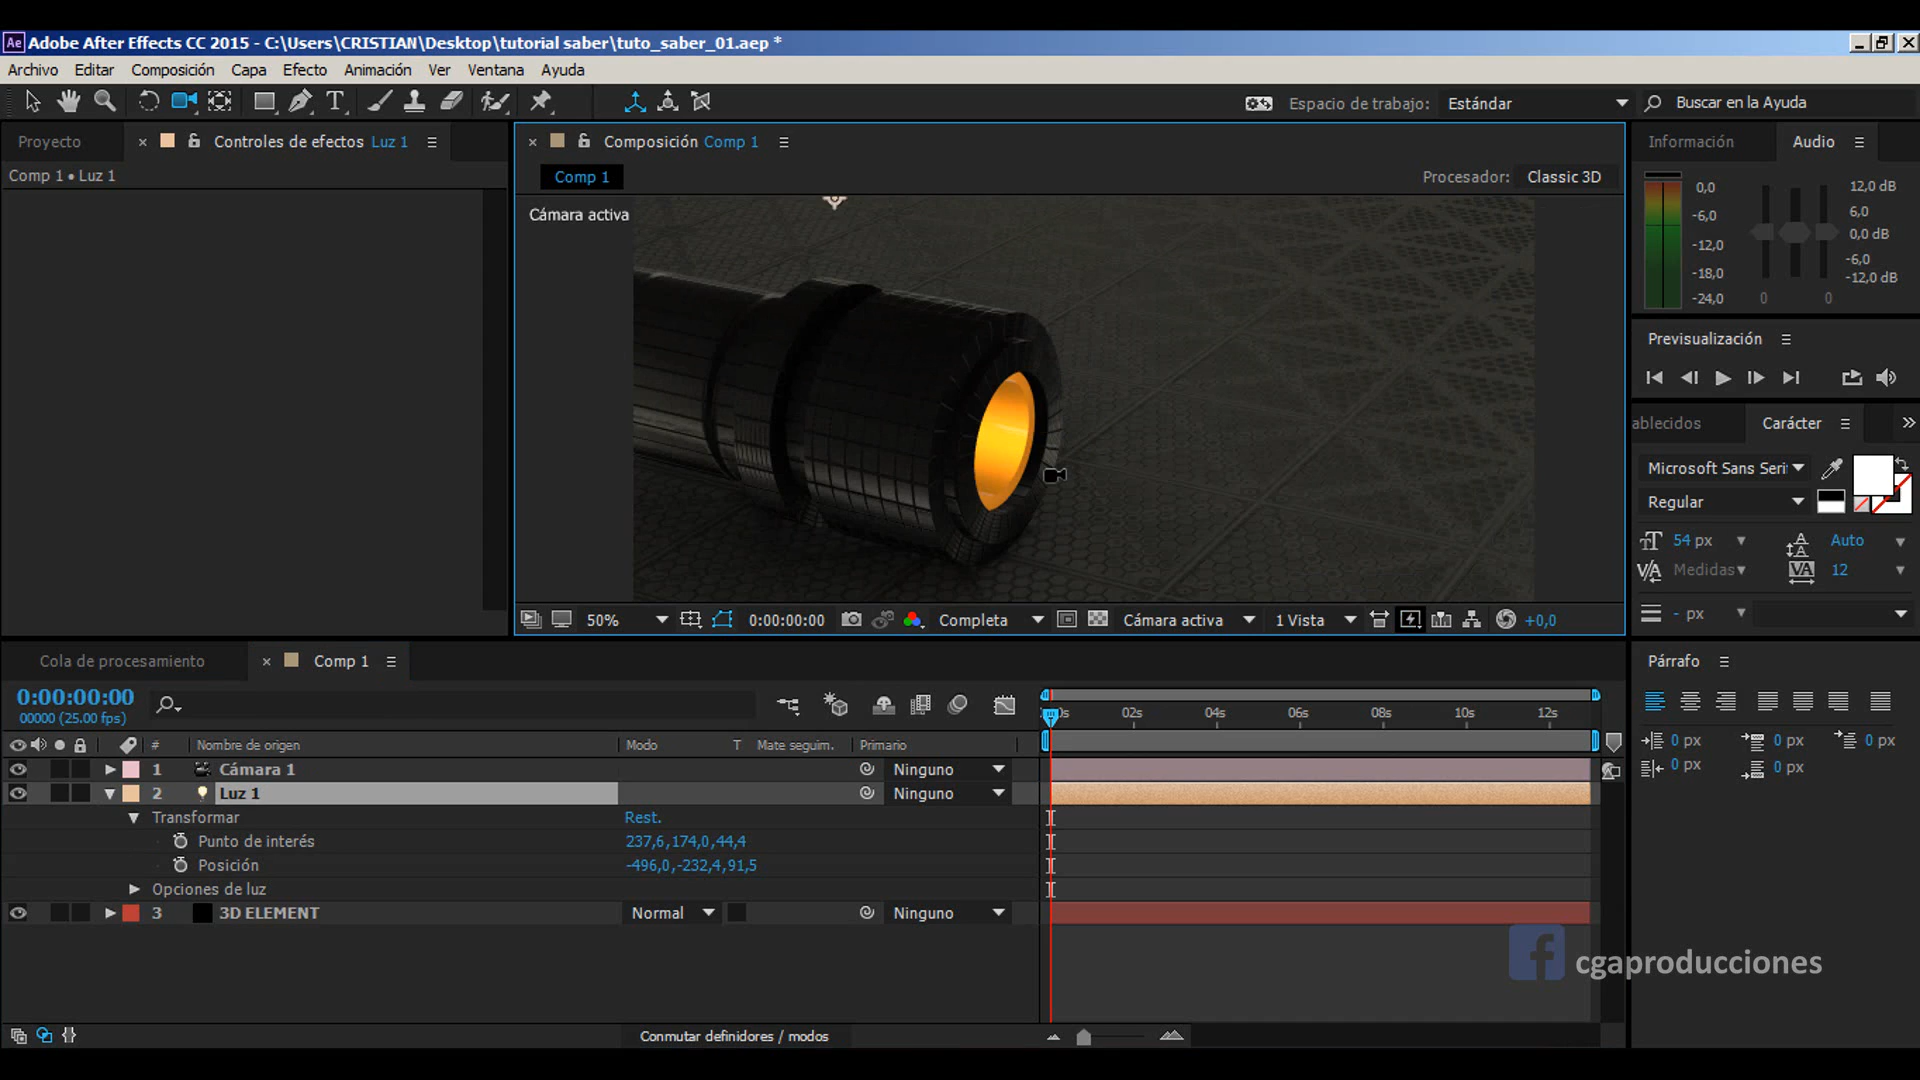 Ae Adobe After Effects CC 2015 - C:\Users\CRISTIAN\Desktop\tutorial saber\tuto_saber_01.aep *
Archivo Editar Composición Capa Efecto Animación Ver Ventana Ayuda
Espacio de trabajo: Estándar Buscar en la Ayuda
Proyecto × Controles de efectos Luz 1
Comp 1 • Luz 1
× Composición Comp 1
Comp 1
Procesador: Classic 3D
Cámara activa
50% 0:00:00:00 Completa Cámara activa 1 Vista +0,0
Información Audio
0,0 12,0 dB
-6,0 6,0
-12,0 0,0 dB
-18,0 -6,0
-24,0 -12,0 dB
0 0
Previsualización
ablecidos Carácter
Microsoft Sans Seri
Regular
54 px Auto
Medidas 12
- px
Cola de procesamiento × Comp 1
0:00:00:00
00000 (25.00 fps)
02s 04s 06s 08s 10s 12s
# Nombre de origen Modo T Mate seguim. Primario
1 Cámara 1 Ninguno
2 Luz 1 Ninguno
Transformar Rest.
Punto de interés 237,6,174,0,44,4
Posición -496,0,-232,4,91,5
Opciones de luz
3 3D ELEMENT Normal Ninguno
Conmutar definidores / modos
Párrafo
0 px 0 px 0 px
0 px 0 px
f cgaproducciones